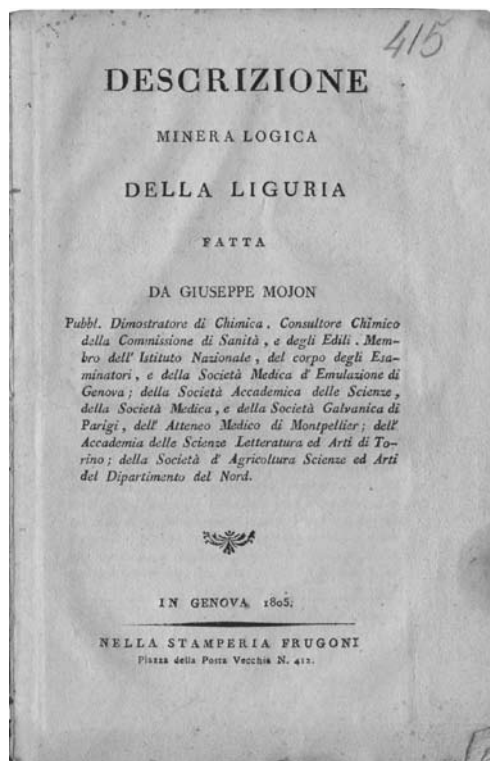 415
DESCRIZIONE
MINERALOGICA
DELLA LIGURIA
FATTA
DA GIUSEPPE MOJON
Pubbl. Dimostratore di Chimica. Consultore Chimico
della Commissione di Sanità, e degli Edili. Mem-
bro dell' Istituto Nazionale, del corpo degli Esa-
minatori, e della Società Medica d' Emulazione di
Genova; della Società Accademica delle Scienze,
della Società Medica, e della Società Galvanica di
Parigi, dell' Atteneo Medico di Montpellier; dell'
Accademia delle Scienze Letteratura ed Arti di To-
rino; della Società d' Agricoltura Scienze ed Arti
del Dipartimento del Nord.
IN GENOVA 1805.
NELLA STAMPERIA FRUGONI
Piazza della Posta Vecchia N. 412.